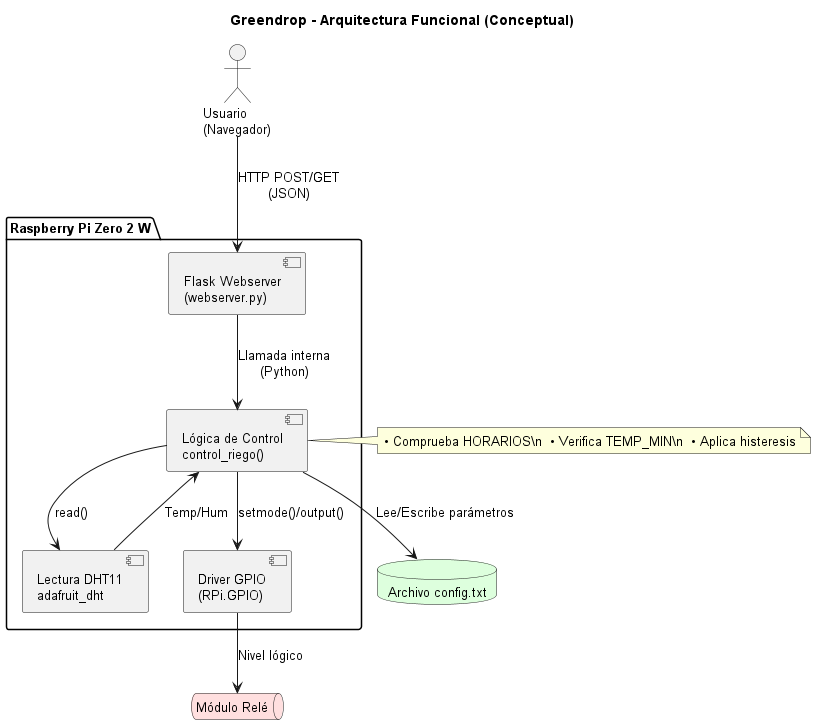 Greendrop - Arquitectura Funcional (Conceptual)
Usuario
(Navegador)
HTTP POST/GET
(JSON)
Raspberry Pi Zero 2 W
Flask Webserver
(webserver.py)
Llamada interna
(Python)
Lógica de Control
control_riego()
• Comprueba HORARIOS\n  • Verifica TEMP_MIN\n  • Aplica histeresis
read()
Temp/Hum
setmode()/output()
Lee/Escribe parámetros
Lectura DHT11
adafruit_dht
Driver GPIO
(RPi.GPIO)
Archivo config.txt
Nivel lógico
Módulo Relé